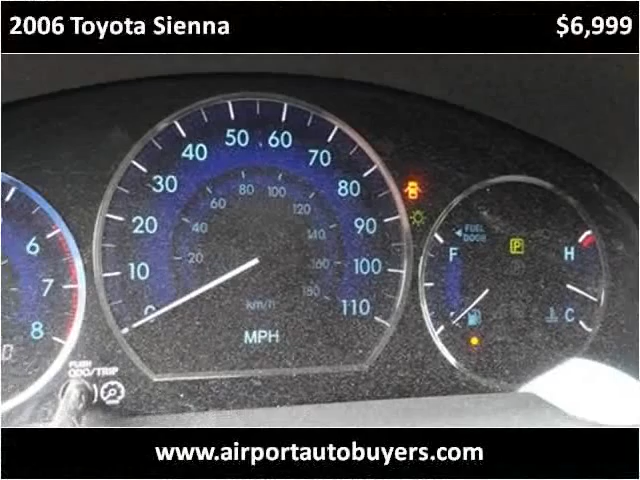 2006 Toyota Sienna $6,999
50 60
40 70
30 80
20 90
10 100
0 110
80 100
60 120
40 140
20 160
180
km/h
MPH
6
7
8
0
PUSH
ODO/TRIP
FUEL
DOOR
P
F H
C
www.airportautobuyers.com